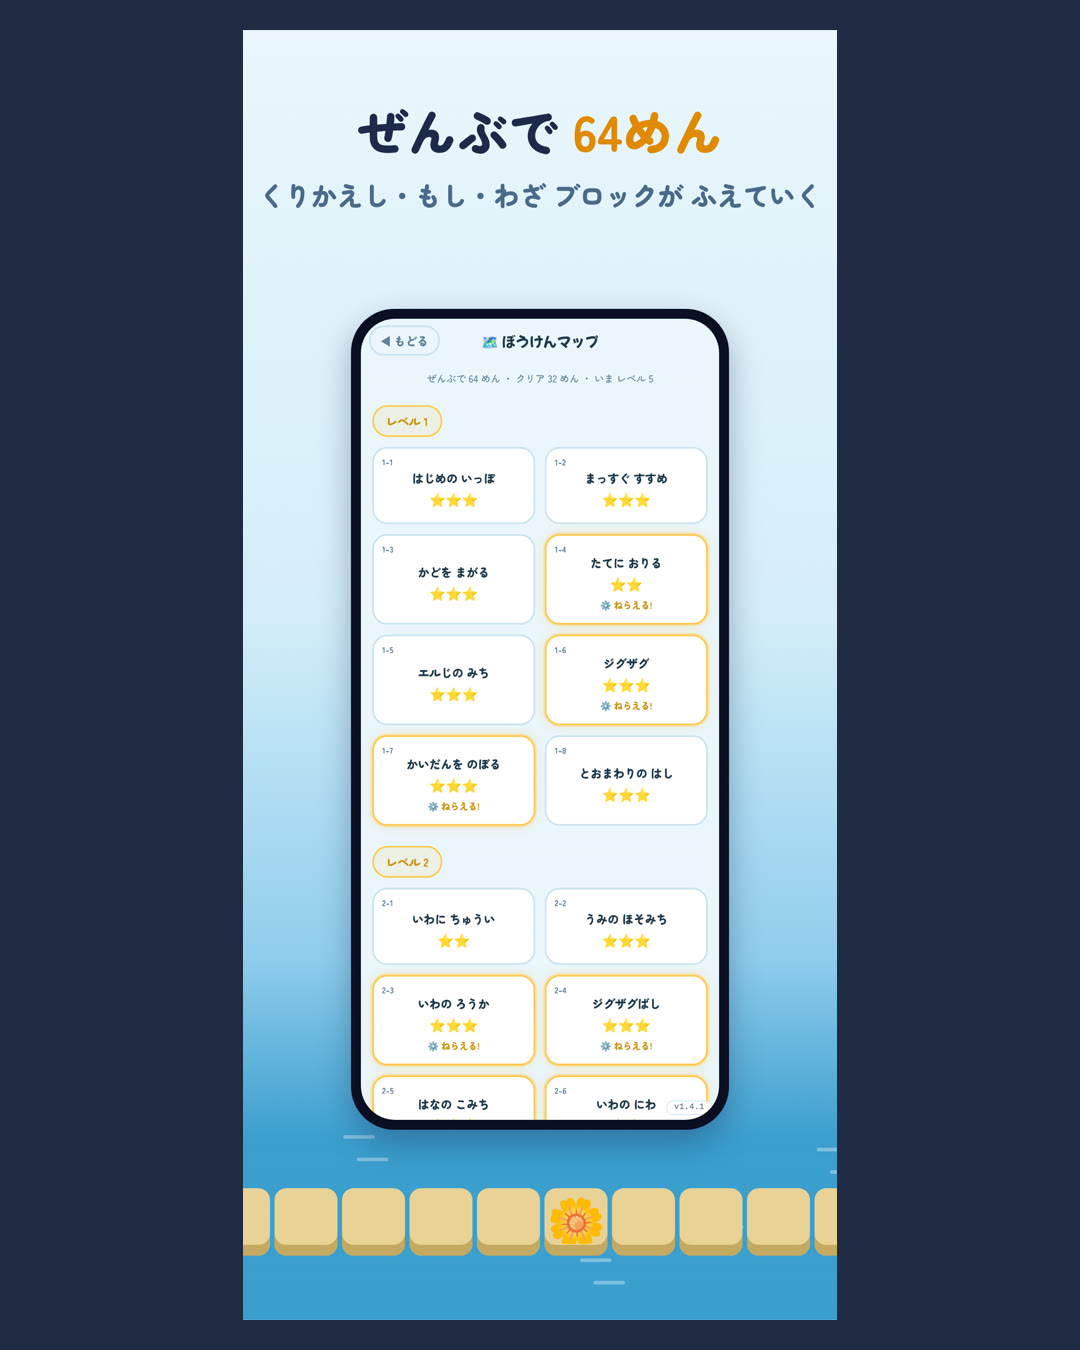 ぜんぶで 64めん
くりかえし・もし・わざ ブロックが ふえていく
◀ もどる
ぼうけんマップ
ぜんぶで 64 めん ・ クリア 32 めん ・ いま レベル 5
レベル 1
1-1
はじめの いっぽ
1-2
まっすぐ すすめ
1-3
かどを まがる
1-4
たてに おりる
ねらえる!
1-5
エルじの みち
1-6
ジグザグ
ねらえる!
1-7
かいだんを のぼる
ねらえる!
1-8
とおまわりの はし
レベル 2
2-1
いわに ちゅうい
2-2
うみの ほそみち
2-3
いわの ろうか
ねらえる!
2-4
ジグザグばし
ねらえる!
2-5
はなの こみち
2-6
いわの にわ
v1.4.1